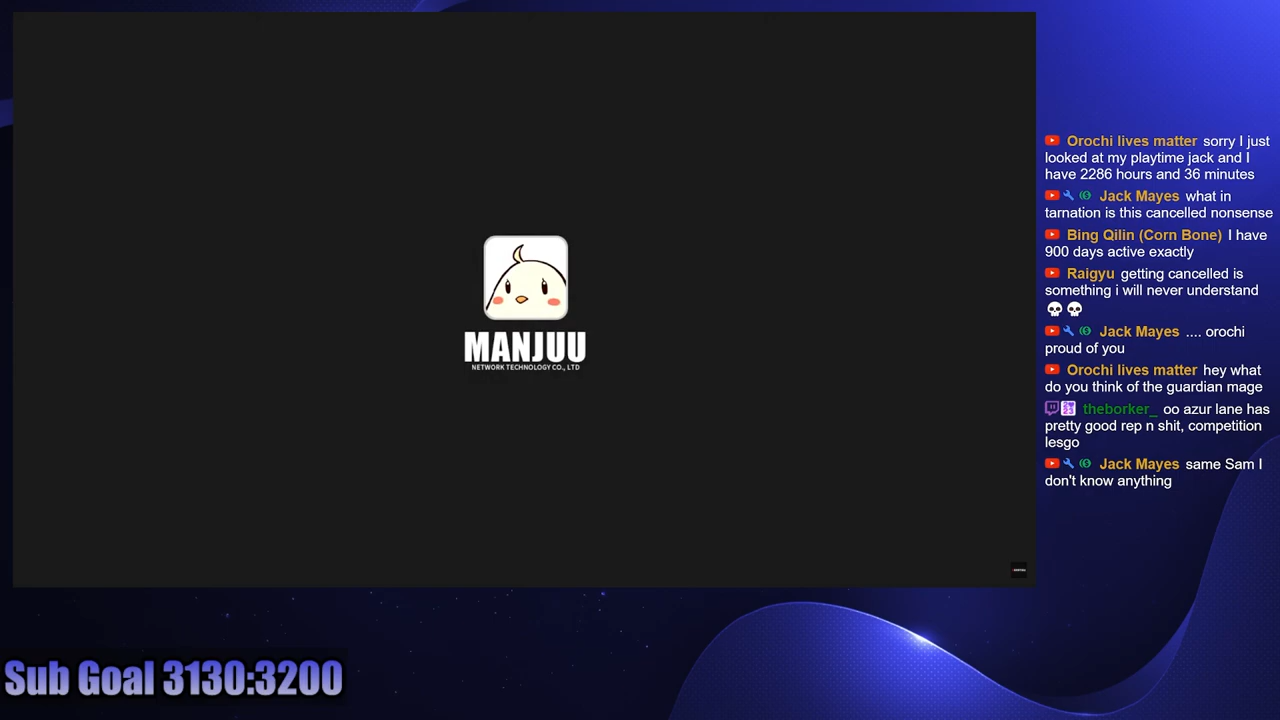 MANJUU
NETWORK TECHNOLOGY CO., LTD
Orochi lives matter sorry I just
looked at my playtime jack and I
have 2286 hours and 36 minutes
Jack Mayes what in
tarnation is this cancelled nonsense
Bing Qilin (Corn Bone) I have
900 days active exactly
Raigyu getting cancelled is
something i will never understand
Jack Mayes .... orochi
proud of you
Orochi lives matter hey what
do you think of the guardian mage
theborker_ oo azur lane has
pretty good rep n shit, competition
lesgo
Jack Mayes same Sam I
don't know anything
Sub Goal 3130:3200